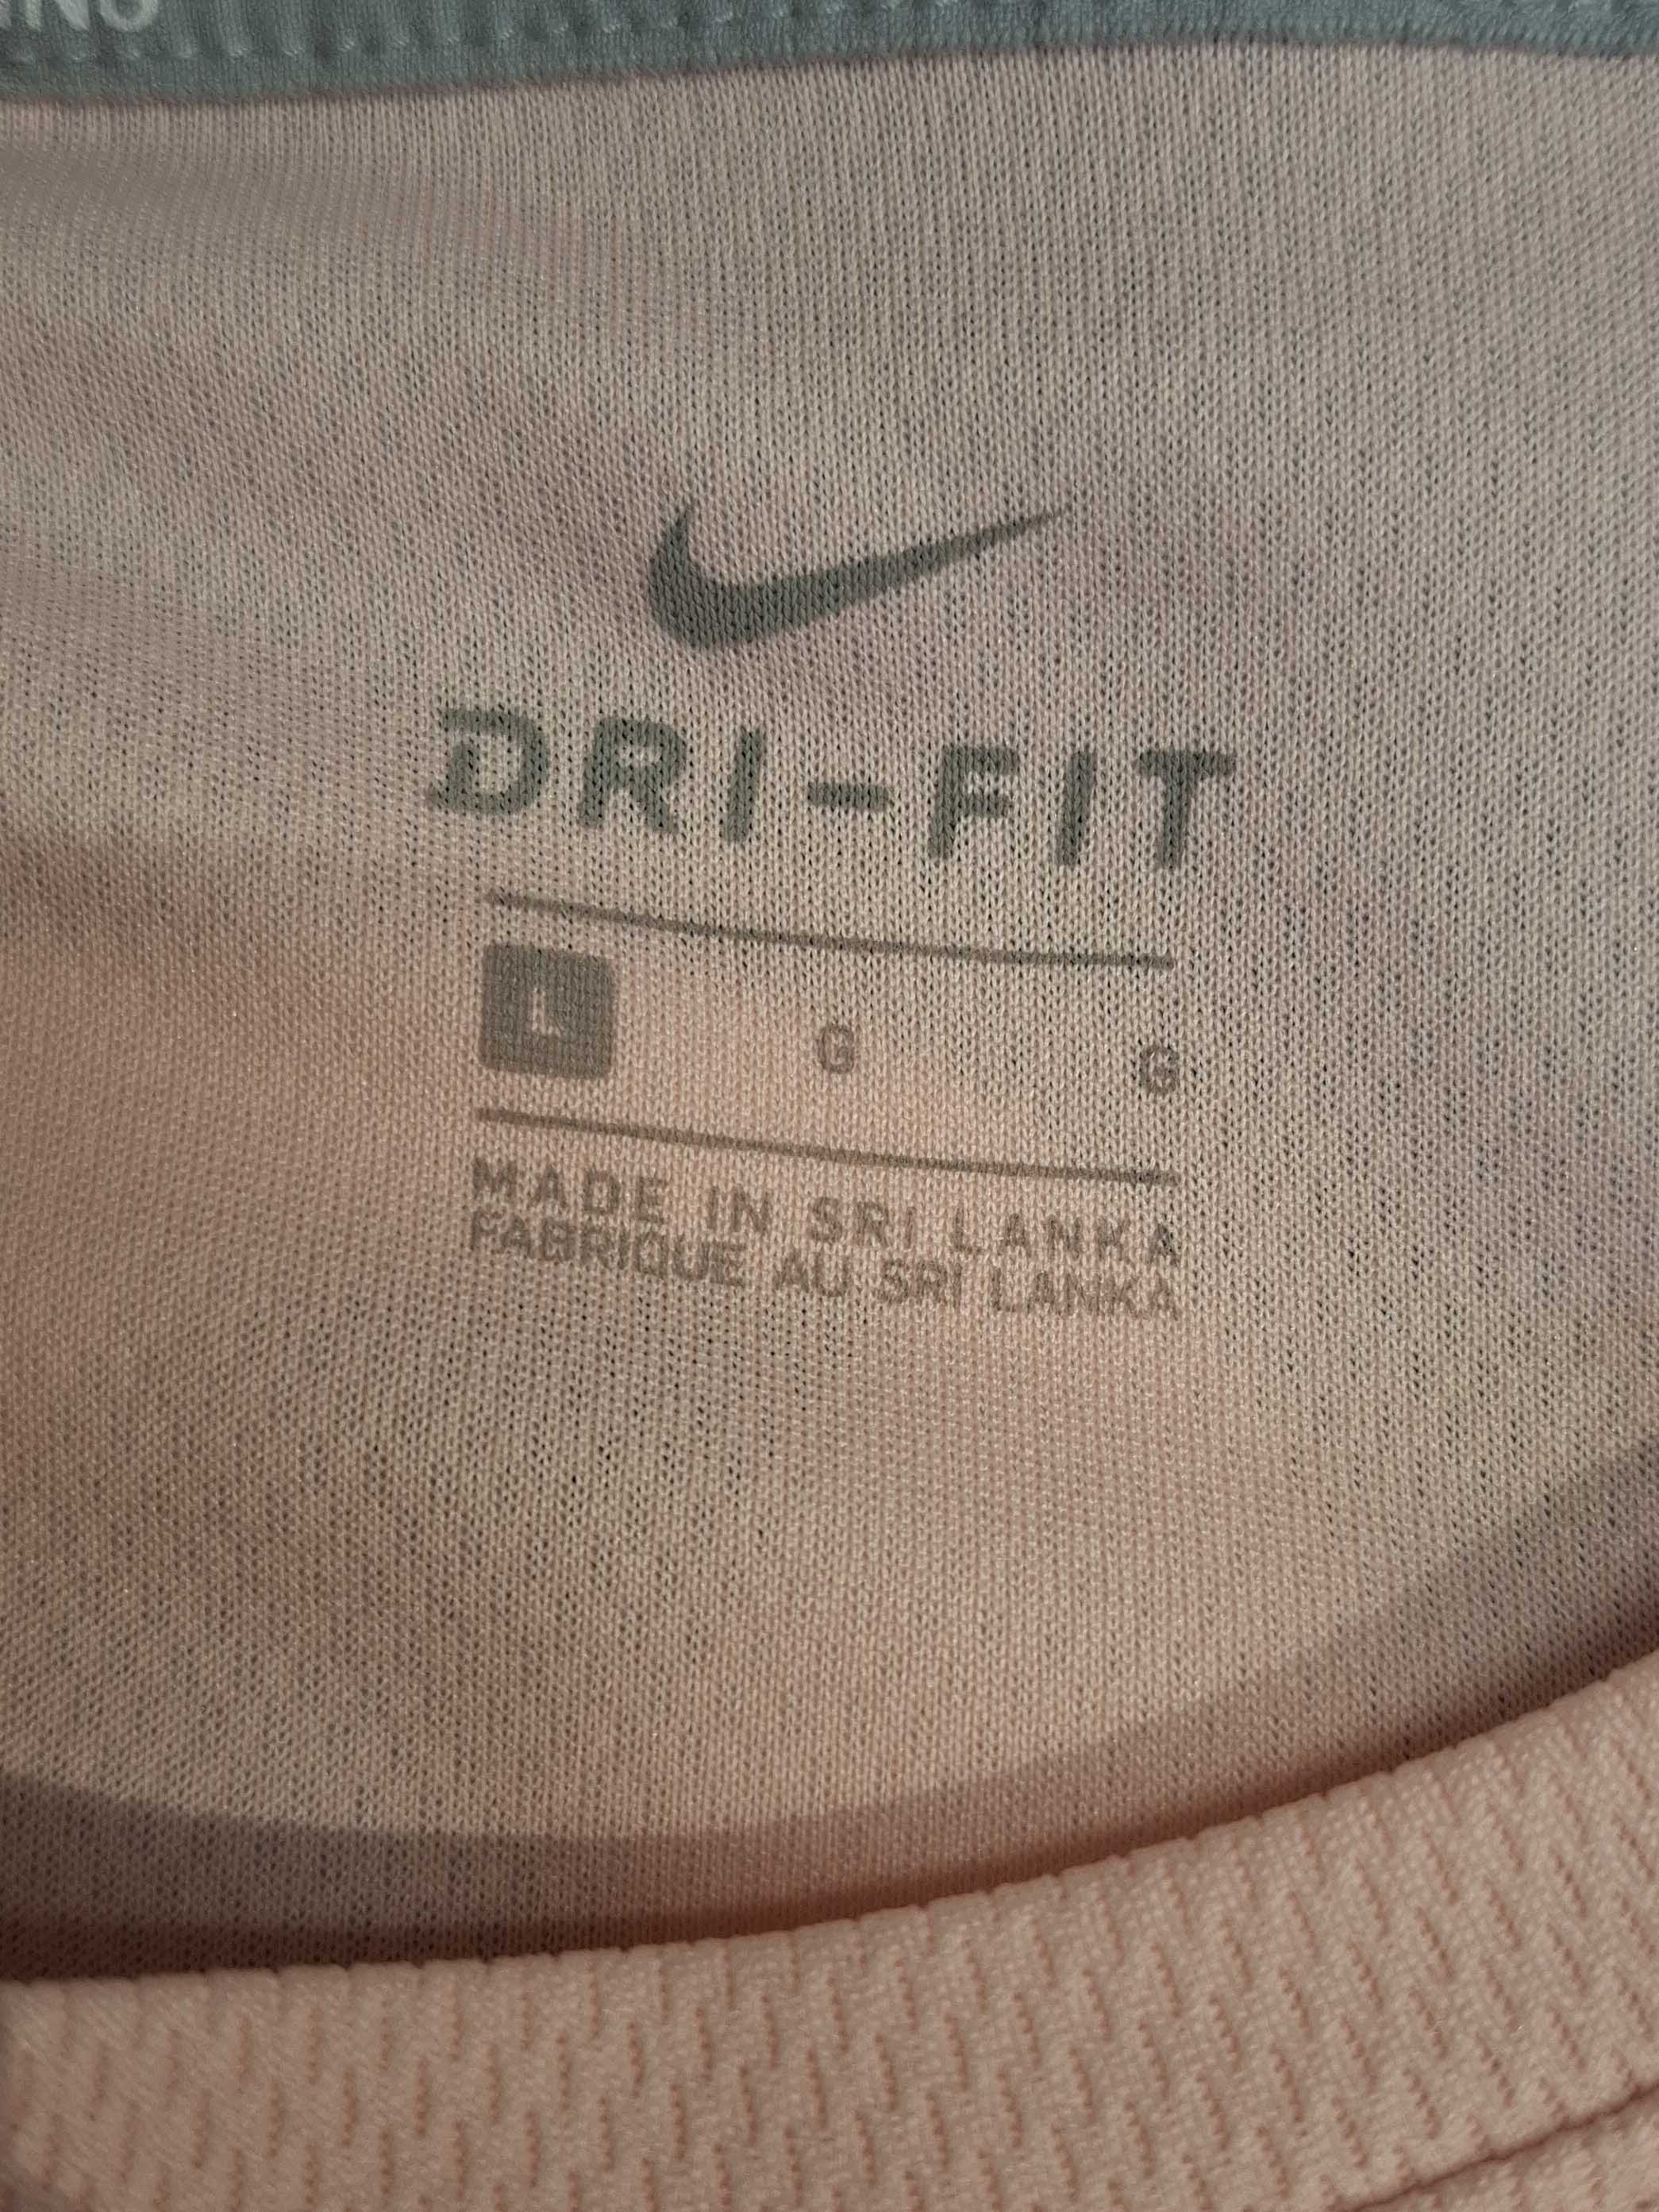 DRI-FIT
L G G
MADE IN SRI LANKA
FABRIQUE AU SRI LANKA